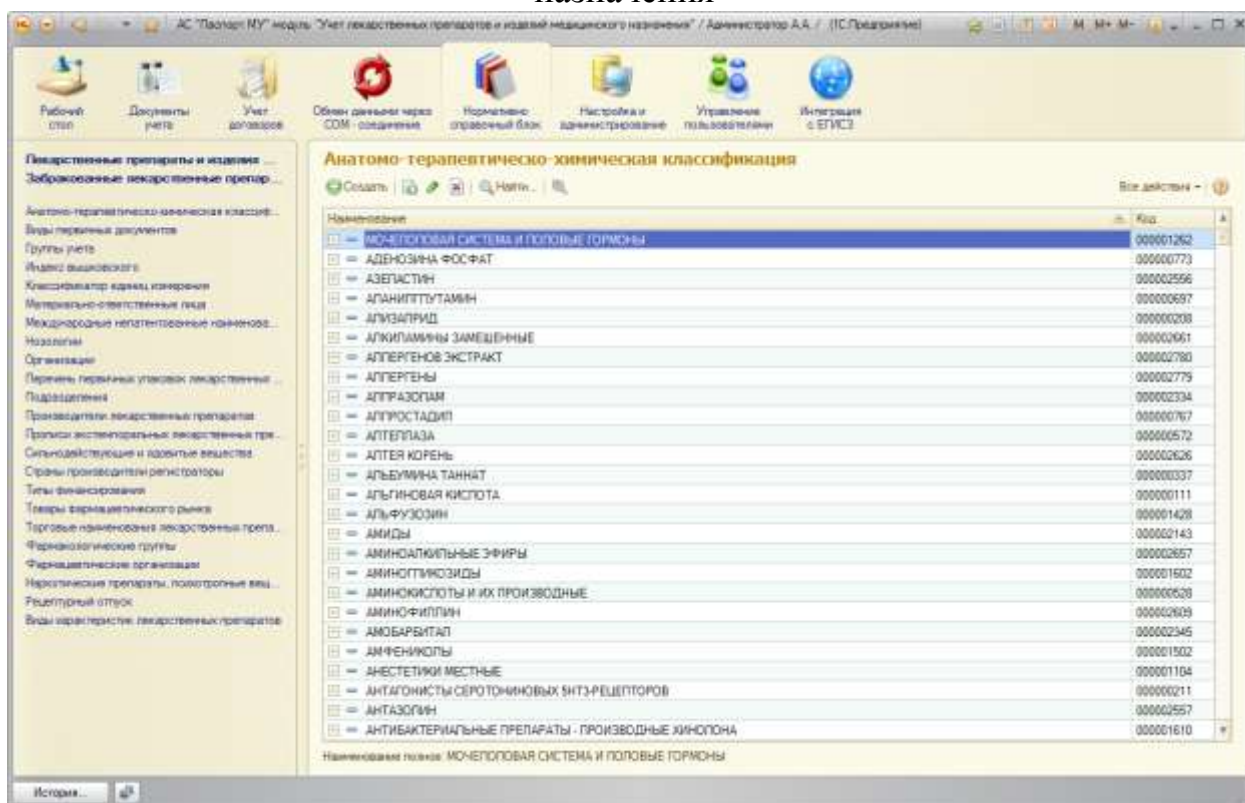 назначения
АС "Паспорт МУ" модуль "Учет лекарственных препаратов и изделий медицинского назначения" / Администратор А.А. / (1С:Предприятие)
M M+ M-
Рабочий стол
Документы учета
Учет договоров
Обмен данными через COM - соединение
Нормативно справочный блок
Настройка и администрирование
Управление пользователями
Интеграция с ЕГИСЗ
Лекарственные препараты и изделия ...
Забракованные лекарственные препар...
Анатомо-терапевтическо-химическая классиф...
Виды первичных документов
Группы учета
Индекс вышковского
Классификатор единиц измерения
Материально-ответственные лица
Международные непатентованные наименова...
Нозологии
Организации
Перечень первичных упаковок лекарственных ...
Подразделения
Производители лекарственных препаратов
Прописи экстемпоральных лекарственных пре...
Сильнодействующие и ядовитые вещества
Страны производители регистраторы
Типы финансирования
Товары фармацевтического рынка
Торговые наименования лекарственных препа...
Фармакологические группы
Фармацевтические организации
Наркотические препараты, психотропные вещ...
Рецептурный отпуск
Виды характеристик лекарственных препаратов
Анатомо-терапевтическо-химическая классификация
Создать
Найти...
Все действия
Наименование Код
МОЧЕПОЛОВАЯ СИСТЕМА И ПОЛОВЫЕ ГОРМОНЫ 000001262
АДЕНОЗИНА ФОСФАТ 000000773
АЗЕЛАСТИН 000002556
АЛАНИЛГЛУТАМИН 000000697
АЛИЗАПРИД 000000208
АЛКИЛАМИНЫ ЗАМЕЩЕННЫЕ 000002661
АЛЛЕРГЕНОВ ЭКСТРАКТ 000002780
АЛЛЕРГЕНЫ 000002779
АЛПРАЗОЛАМ 000002334
АЛПРОСТАДИЛ 000000767
АЛТЕПЛАЗА 000000572
АЛТЕЯ КОРЕНЬ 000002626
АЛЬБУМИНА ТАННАТ 000000337
АЛЬГИНОВАЯ КИСЛОТА 000000111
АЛЬФУЗОЗИН 000001428
АМИДЫ 000002143
АМИНОАЛКИЛЬНЫЕ ЭФИРЫ 000002657
АМИНОГЛИКОЗИДЫ 000001602
АМИНОКИСЛОТЫ И ИХ ПРОИЗВОДНЫЕ 000000528
АМИНОФИЛЛИН 000002609
АМОБАРБИТАЛ 000002345
АМФЕНИКОЛЫ 000001502
АНЕСТЕТИКИ МЕСТНЫЕ 000001104
АНТАГОНИСТЫ СЕРОТОНИНОВЫХ 5HT3-РЕЦЕПТОРОВ 000000211
АНТАЗОЛИН 000002557
АНТИБАКТЕРИАЛЬНЫЕ ПРЕПАРАТЫ - ПРОИЗВОДНЫЕ ХИНОЛОНА 000001610
Наименование полное: МОЧЕПОЛОВАЯ СИСТЕМА И ПОЛОВЫЕ ГОРМОНЫ
История...